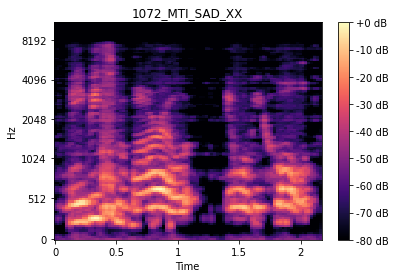 1072_MTI_SAD_XX
+0 dB
8192
-10 dB
4096
-20 dB
-30 dB
2048
Hz
-40 dB
1024
-50 dB
512
-60 dB
-70 dB
0
-80 dB
0
0.5
1
1.5
2
Time